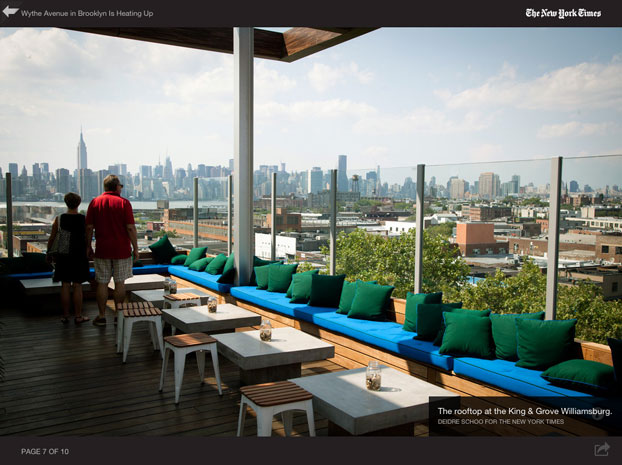 Wythe Avenue in Brooklyn Is Heating Up
The New York Times
The rooftop at the King & Grove Williamsburg.
DEIDRE SCHOO FOR THE NEW YORK TIMES
PAGE 7 OF 10